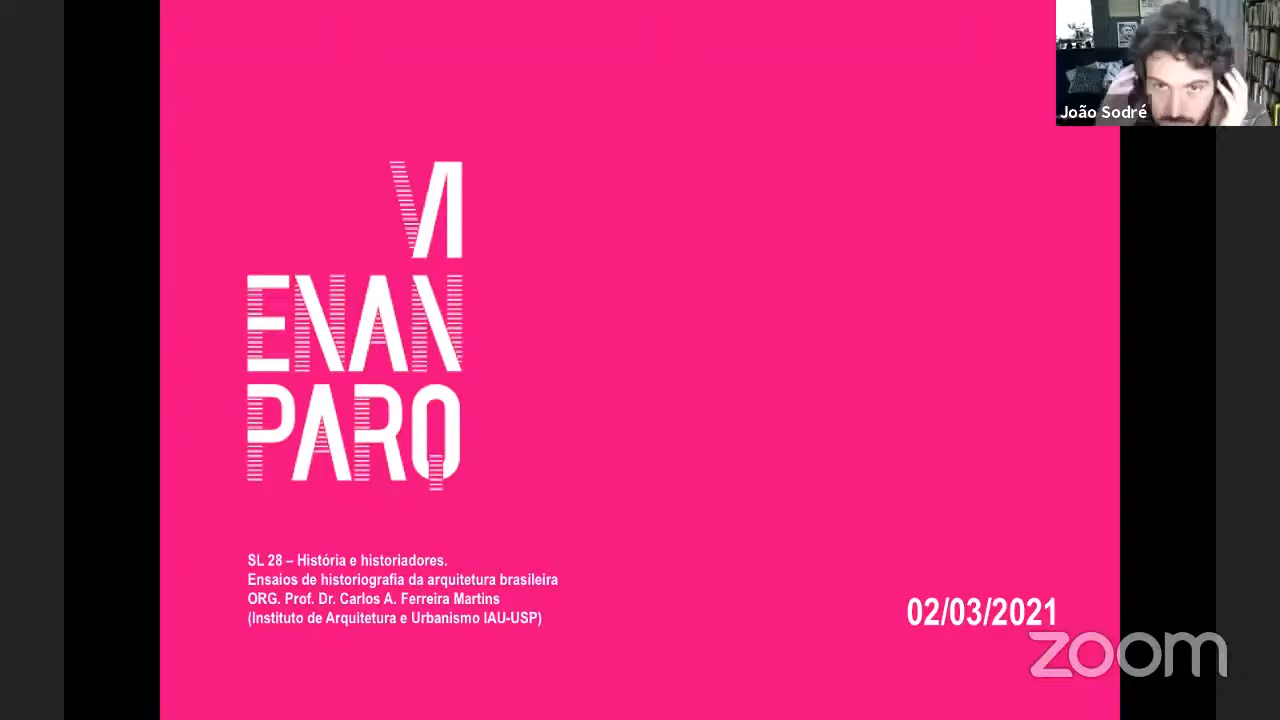 João Sodré
VI
ENAN
PARQ
SL 28 – História e historiadores.
Ensaios de historiografia da arquitetura brasileira
ORG. Prof. Dr. Carlos A. Ferreira Martins
(Instituto de Arquitetura e Urbanismo IAU-USP)
02/03/2021
zoom